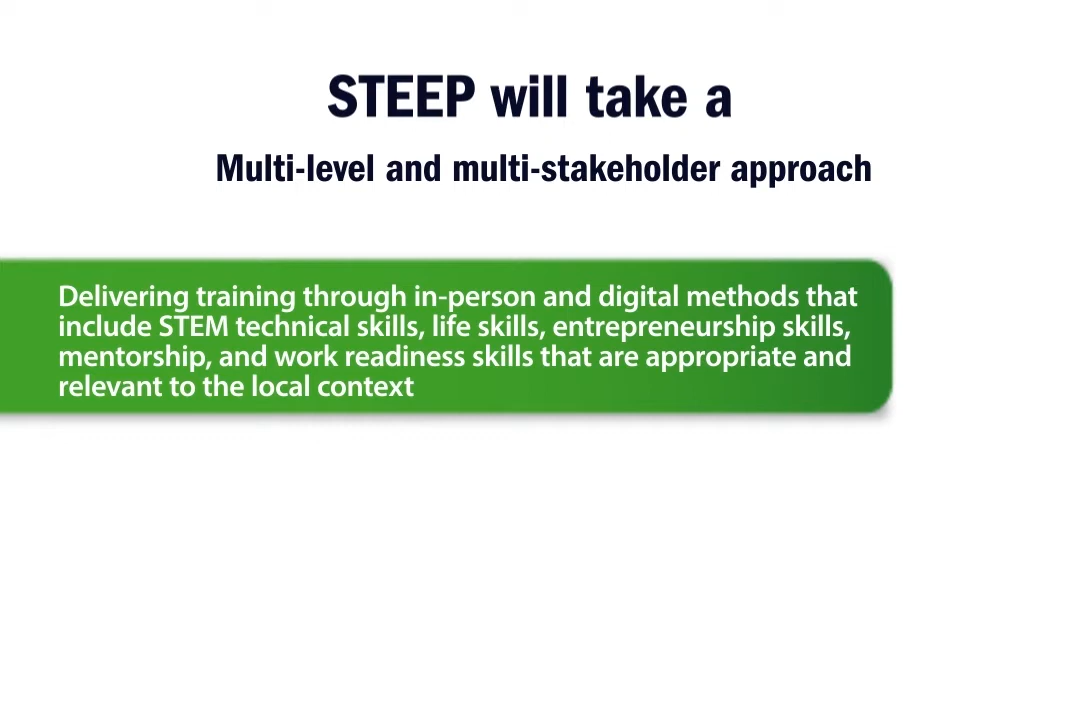 STEEP will take a
Multi-level and multi-stakeholder approach
Delivering training through in-person and digital methods that
include STEM technical skills, life skills, entrepreneurship skills,
mentorship, and work readiness skills that are appropriate and
relevant to the local context